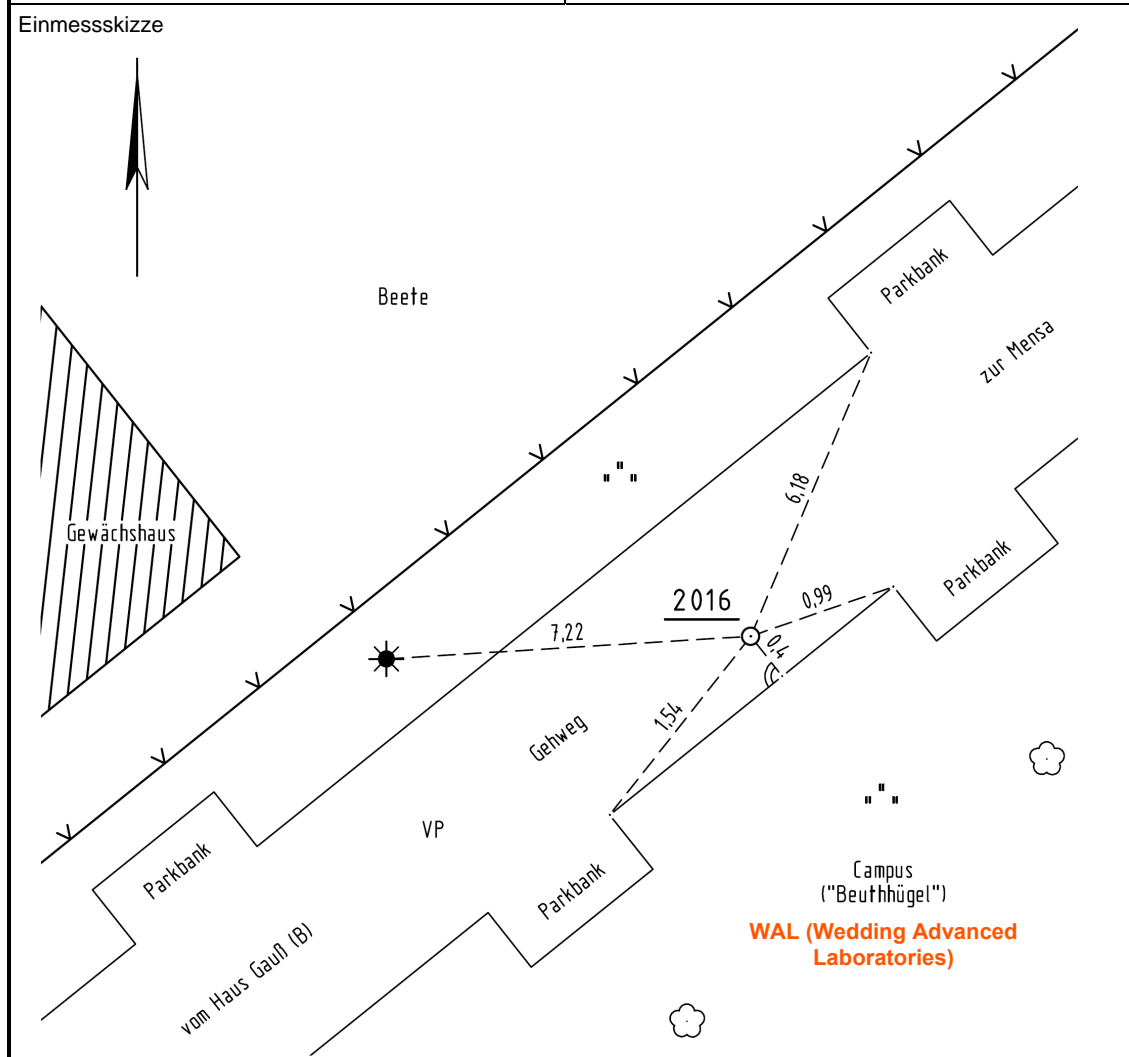 Einmessskizze
Beete
Parkbank
zur Mensa
6,18
Gewächshaus
Parkbank
2016
0,99
7,22
0,4
1,54
Gehweg
VP
Parkbank
Parkbank
Campus
("Beuthhügel")
WAL (Wedding Advanced
Laboratories)
vom Haus Gauß (B)